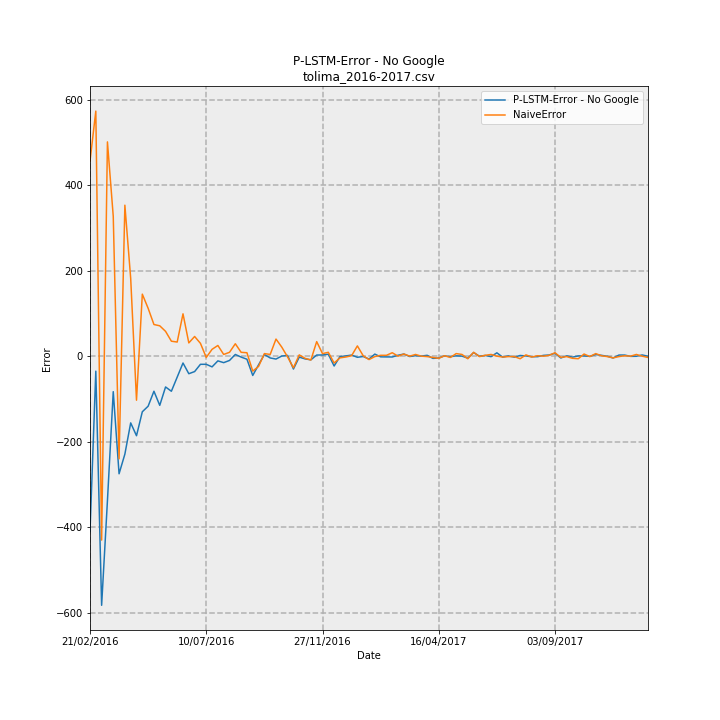 P-LSTM-Error - No Google
tolima_2016-2017.csv
P-LSTM-Error - No Google
NaiveError
600
400
200
0
−200
−400
−600
Error
21/02/2016
10/07/2016
27/11/2016
16/04/2017
03/09/2017
Date